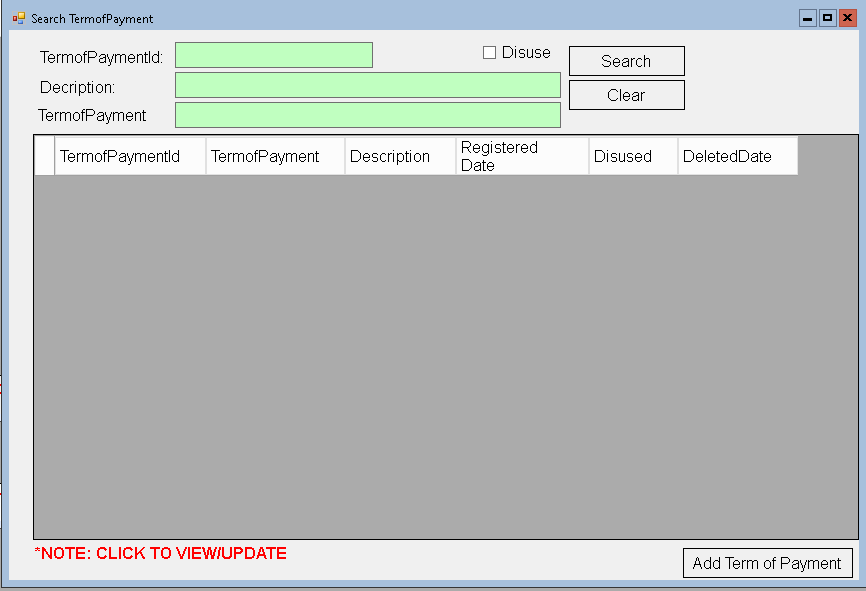 Search TermofPayment
TermofPaymentId:
Disuse
Search
Decription:
Clear
TermofPayment
TermofPaymentId
TermofPayment
Description
Registered
Date
Disused
DeletedDate
*NOTE: CLICK TO VIEW/UPDATE
Add Term of Payment